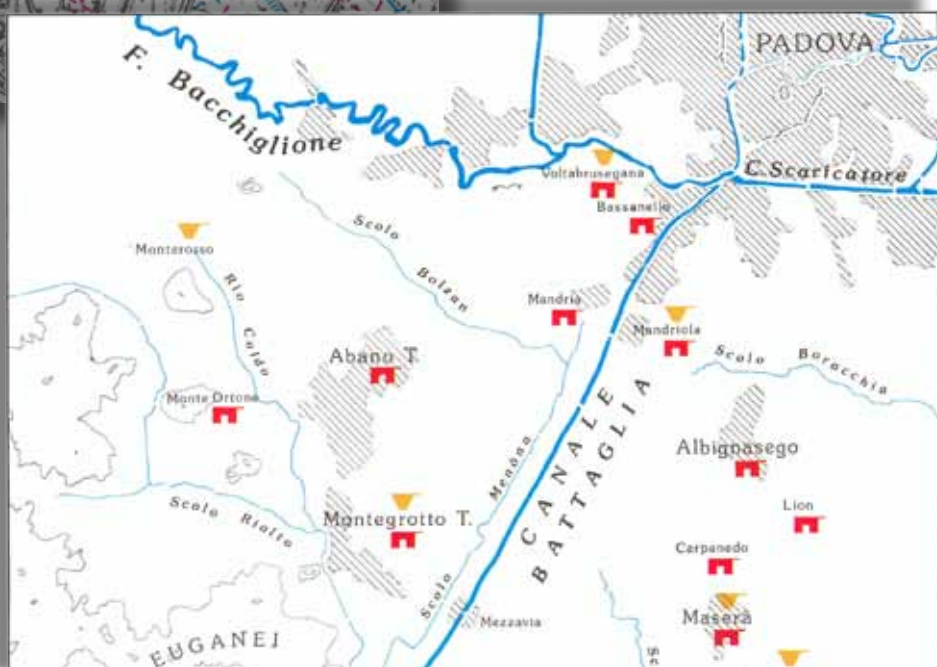 PADOVA
F. Bacchiglione
C. Scaricatore
Voltabrusegana
Bassanello
Monterosso
Scolo Bolzan
Rio Caldo
Mandria
Mandriola
Abano T.
Scolo Boracchia
Monte Ortone
CANALE BATTAGLIA
Albignasego
Scolo Menona
Lion
Scolo Rialto
Montegrotto T.
Carpanedo
Maserà
Mezzavia
EUGANEI
Sc